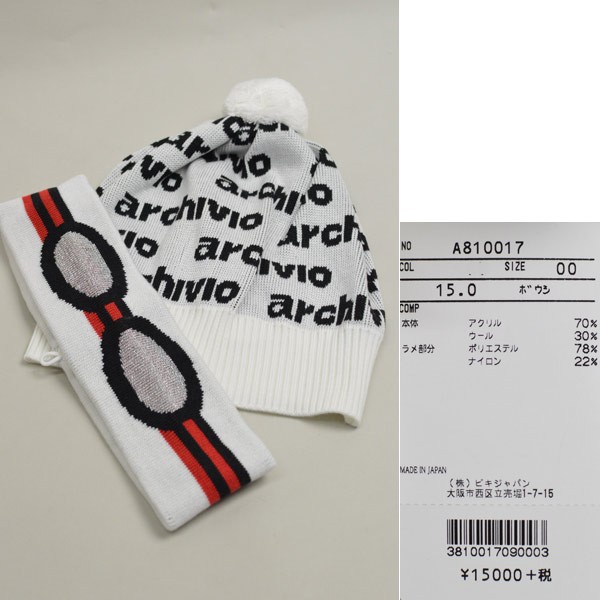 archivio
archivio
archivio
archivio
archivio
archivio
NO A810017
COL .. SIZE 00
15.0 ボウシ
COMP
本体 アクリル 70%
ウール 30%
ラメ部分 ポリエステル 78%
ナイロン 22%
MADE IN JAPAN
(株)ピキジャパン
大阪市西区立売堀1-7-15
3810017090003
¥15000+税